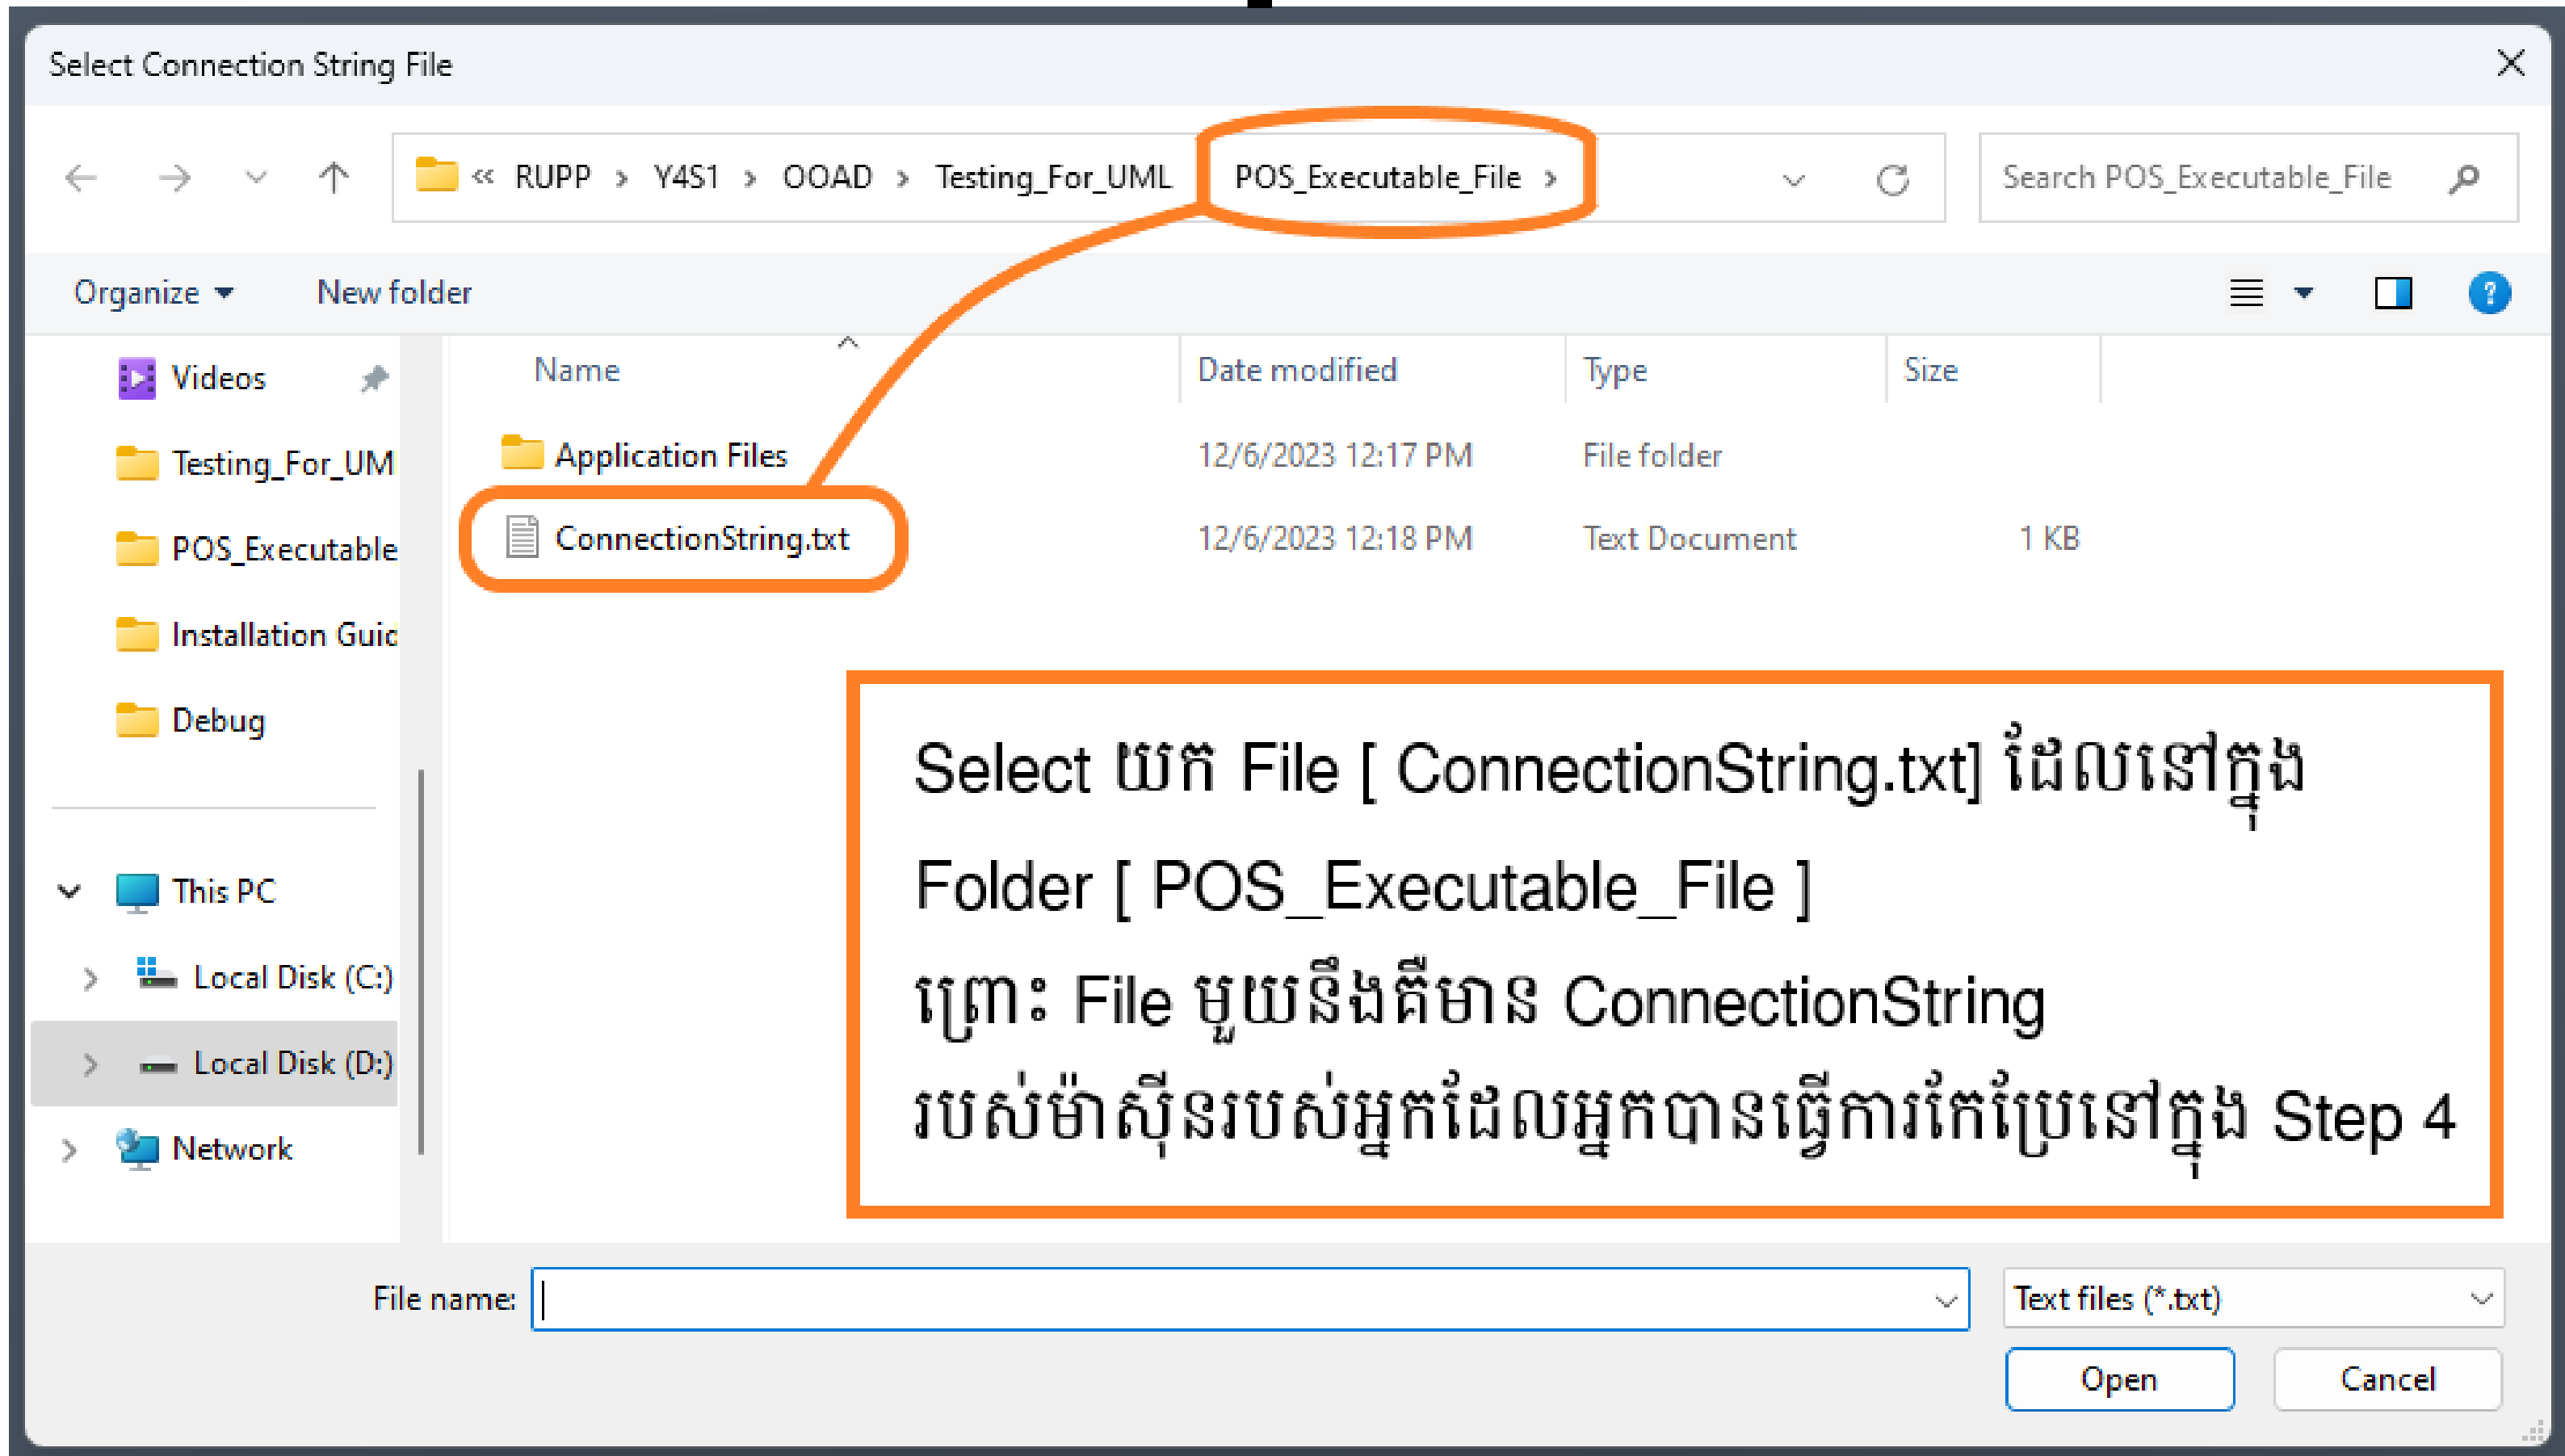 Select Connection String File
« RUPP > Y4S1 > OOAD > Testing_For_UML POS_Executable_File >
Search POS_Executable_File
Organize
New folder
Name
Date modified
Type
Size
Videos
Testing_For_UM
POS_Executable
Installation Guid
Debug
This PC
Local Disk (C:)
Local Disk (D:)
Network
Application Files 12/6/2023 12:17 PM File folder
ConnectionString.txt 12/6/2023 12:18 PM Text Document 1 KB
Select យក File [ ConnectionString.txt] ដែលនៅក្នុង
Folder [ POS_Executable_File ]
ព្រោះ File មួយនឹងគឺមាន ConnectionString
របស់ម៉ាស៊ីនរបស់អ្នកដែលអ្នកបានធ្វើការកែប្រែនៅក្នុង Step 4
File name:
Text files (*.txt)
Open
Cancel